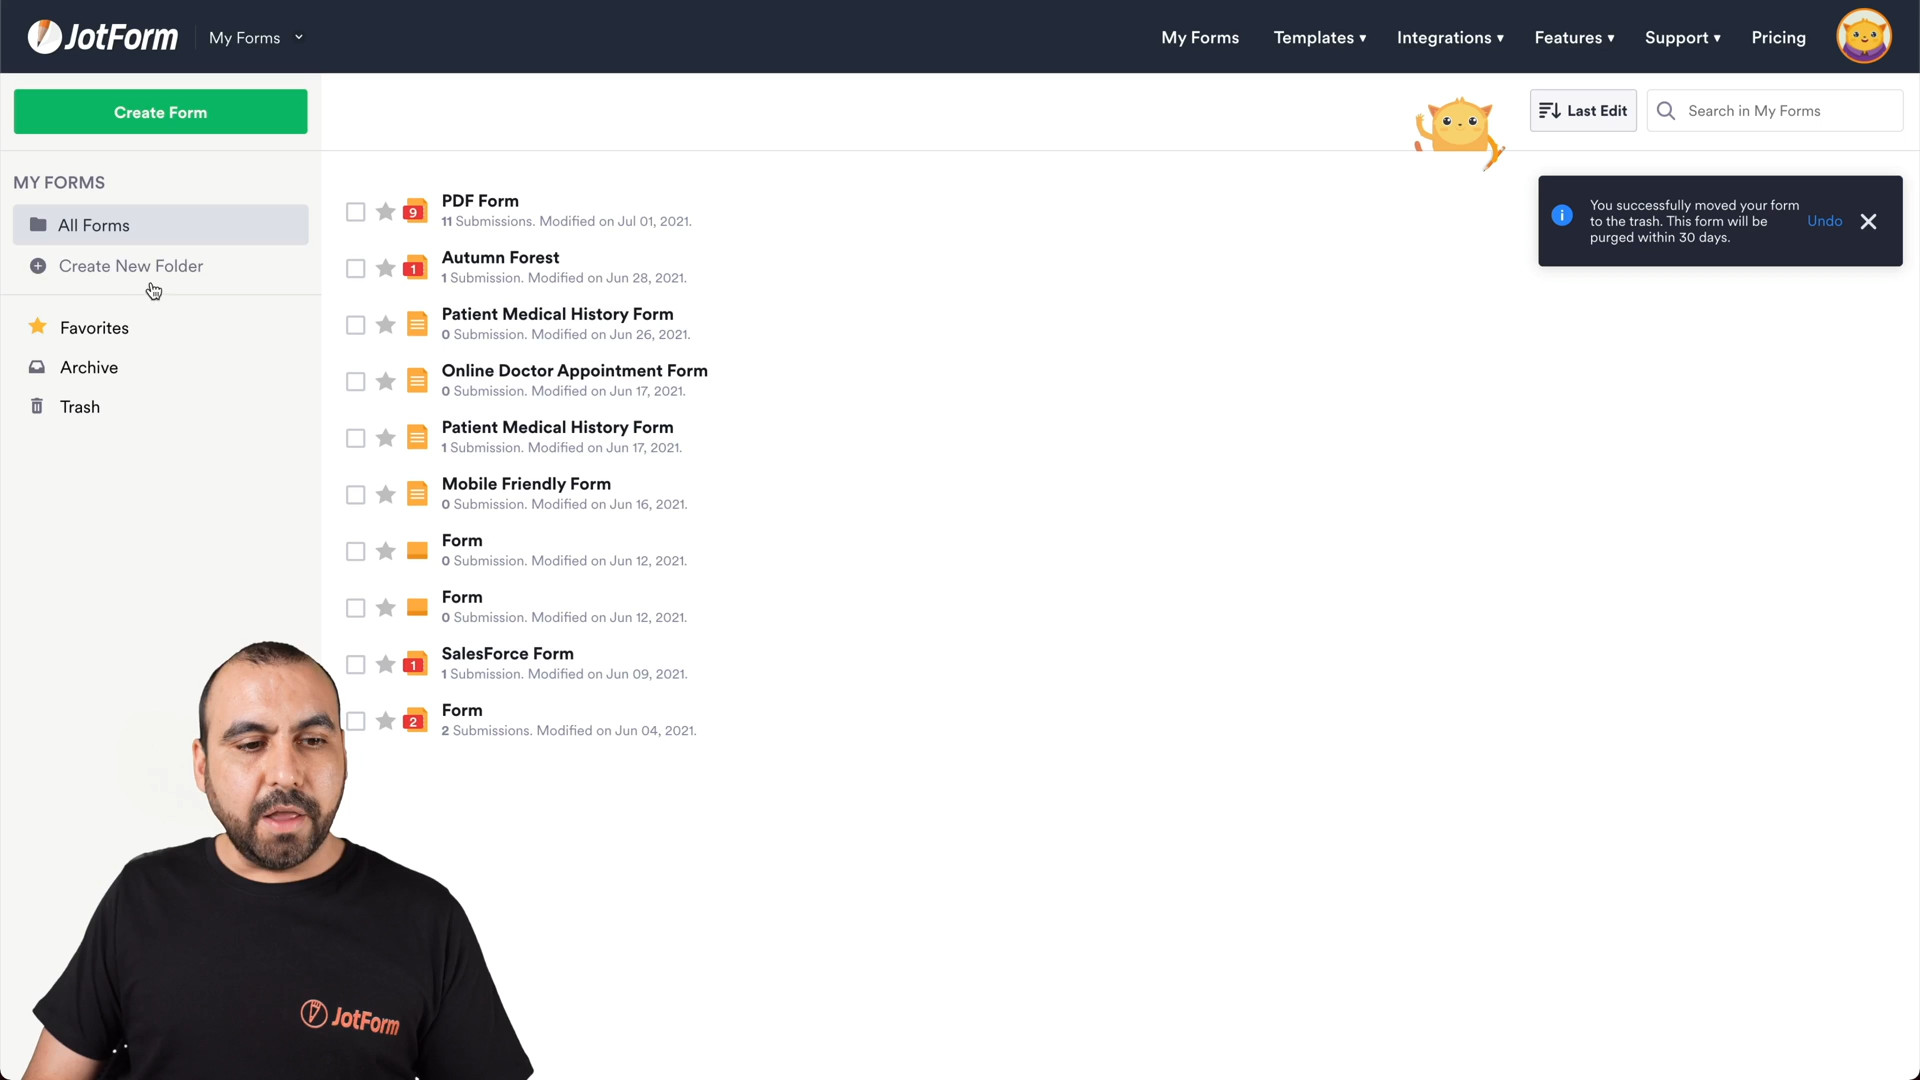 JotForm
My Forms
My Forms
Templates ▾
Integrations ▾
Features ▾
Support ▾
Pricing
Create Form
Last Edit
Search in My Forms
MY FORMS
All Forms
Create New Folder
Favorites
Archive
Trash
9
PDF Form
11 Submissions. Modified on Jul 01, 2021.
1
Autumn Forest
1 Submission. Modified on Jun 28, 2021.
Patient Medical History Form
0 Submission. Modified on Jun 26, 2021.
Online Doctor Appointment Form
0 Submission. Modified on Jun 17, 2021.
Patient Medical History Form
1 Submission. Modified on Jun 17, 2021.
Mobile Friendly Form
0 Submission. Modified on Jun 16, 2021.
Form
0 Submission. Modified on Jun 12, 2021.
Form
0 Submission. Modified on Jun 12, 2021.
1
SalesForce Form
1 Submission. Modified on Jun 09, 2021.
2
Form
2 Submissions. Modified on Jun 04, 2021.
You successfully moved your form
to the trash. This form will be
purged within 30 days.
Undo
JotForm